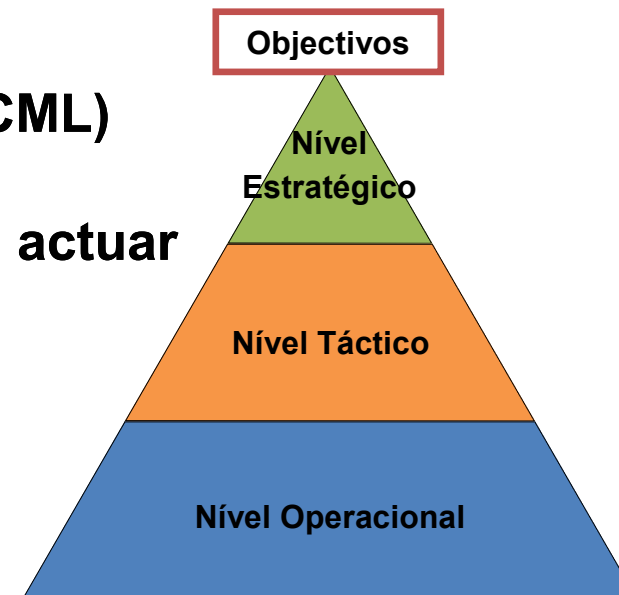 Objectivos
CML)
Nível
Estratégico
actuar
Nível Táctico
Nível Operacional